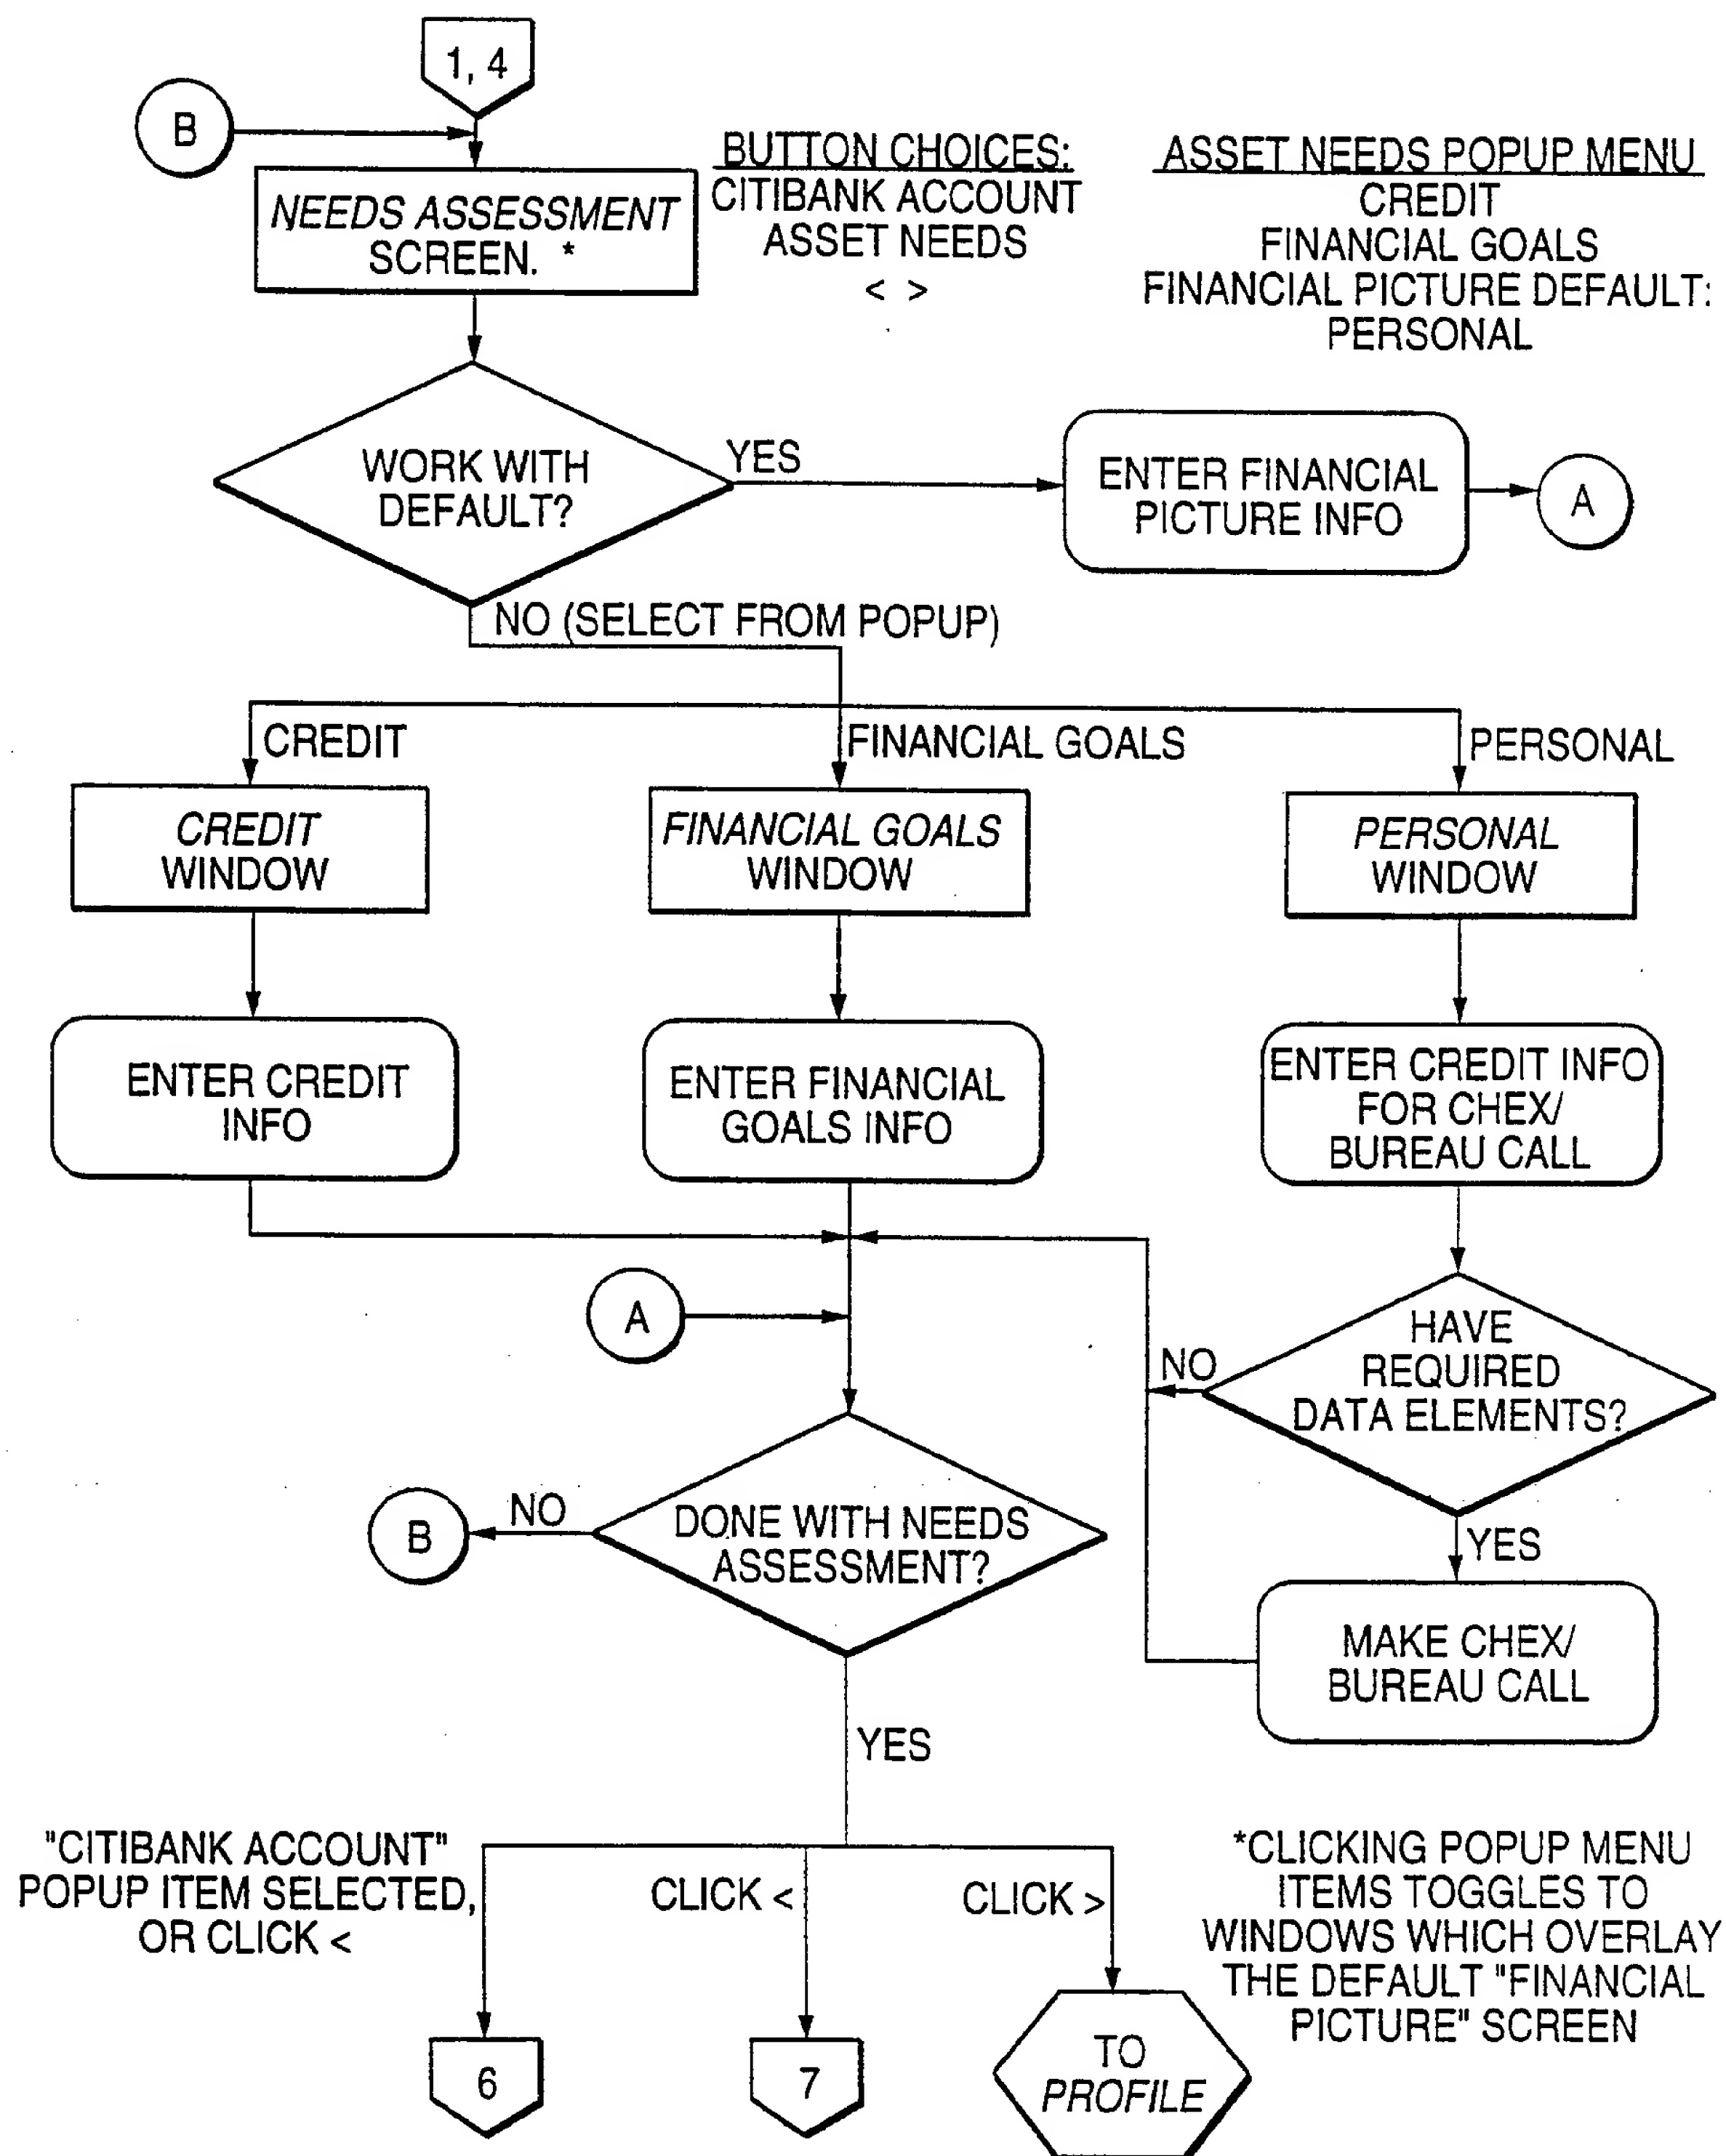 1, 4
B
BUTTON CHOICES:
CITIBANK ACCOUNT
ASSET NEEDS
< >
ASSET NEEDS POPUP MENU
CREDIT
FINANCIAL GOALS
FINANCIAL PICTURE DEFAULT:
PERSONAL
NEEDS ASSESSMENT
SCREEN. *
WORK WITH
DEFAULT?
YES
ENTER FINANCIAL
PICTURE INFO
A
NO (SELECT FROM POPUP)
CREDIT
FINANCIAL GOALS
PERSONAL
CREDIT
WINDOW
FINANCIAL GOALS
WINDOW
PERSONAL
WINDOW
ENTER CREDIT
INFO
ENTER FINANCIAL
GOALS INFO
ENTER CREDIT INFO
FOR CHEX/
BUREAU CALL
A
HAVE
REQUIRED
DATA ELEMENTS?
NO
YES
DONE WITH NEEDS
ASSESSMENT?
NO
B
MAKE CHEX/
BUREAU CALL
YES
"CITIBANK ACCOUNT"
POPUP ITEM SELECTED,
OR CLICK <
CLICK <
CLICK >
*CLICKING POPUP MENU
ITEMS TOGGLES TO
WINDOWS WHICH OVERLAY
THE DEFAULT "FINANCIAL
PICTURE" SCREEN
6
7
TO
PROFILE